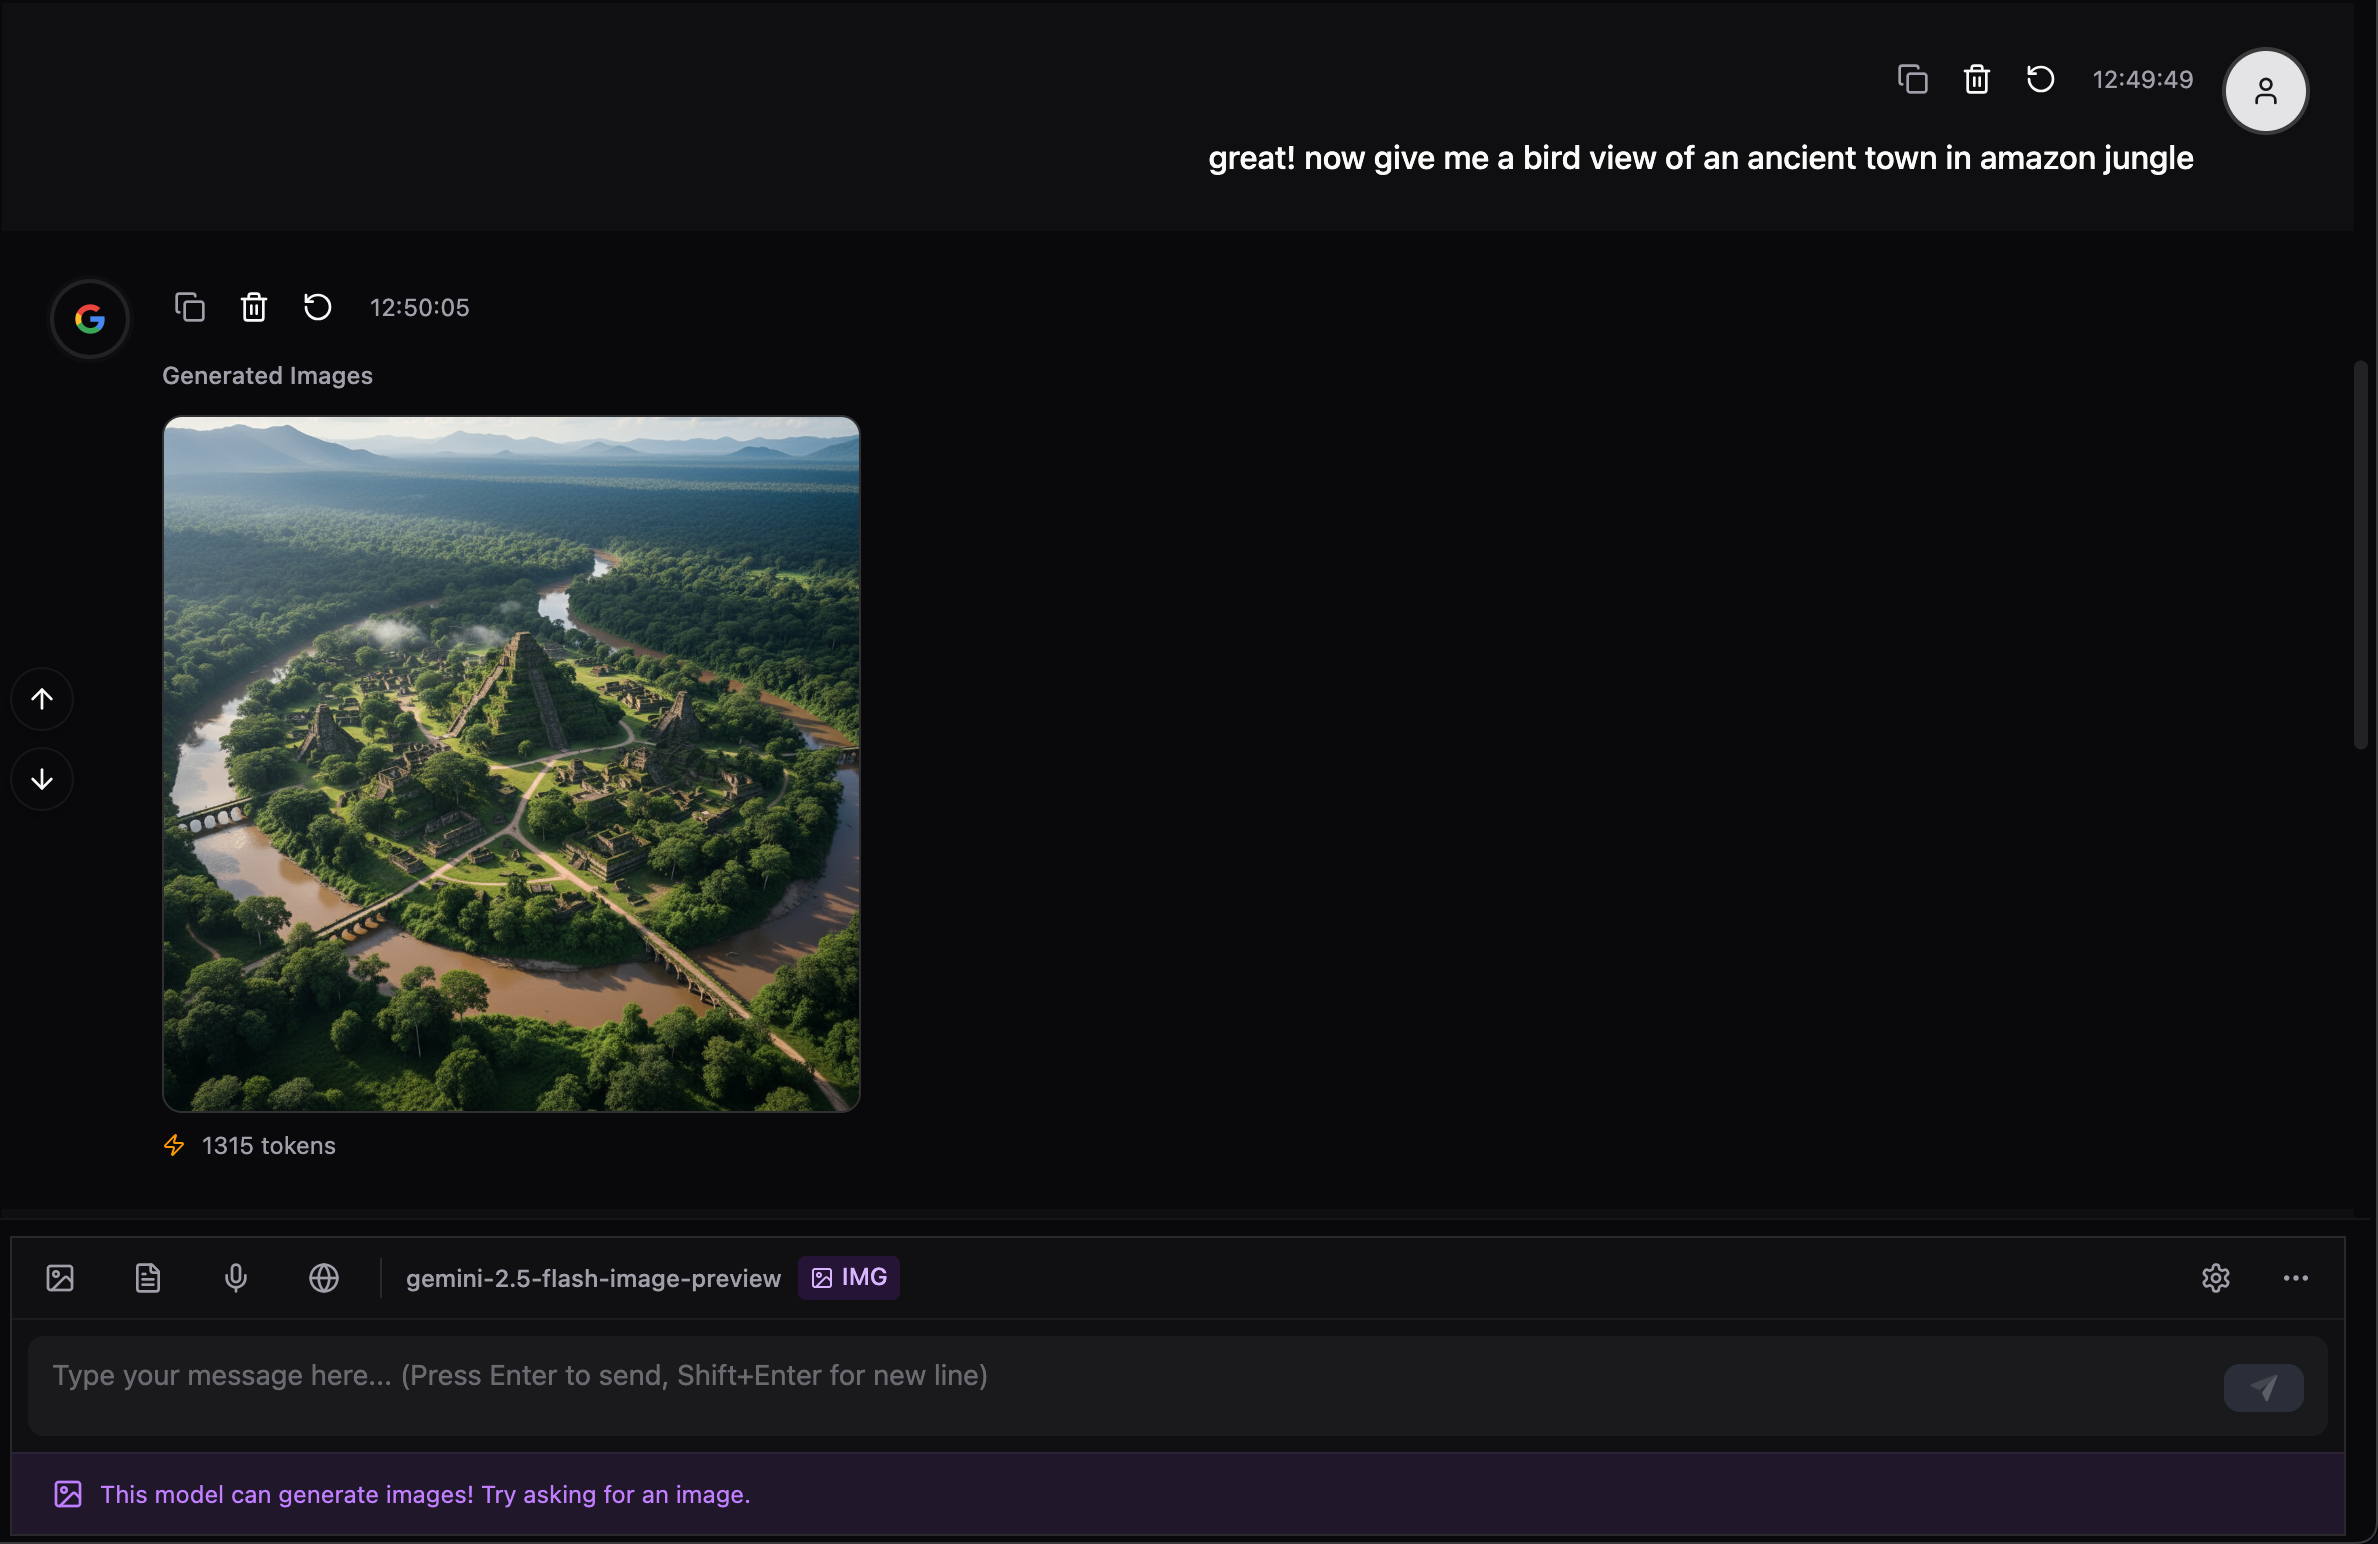 12:49:49
great! now give me a bird view of an ancient town in amazon jungle
12:50:05
Generated Images
1315 tokens
gemini-2.5-flash-image-preview IMG
Type your message here... (Press Enter to send, Shift+Enter for new line)
This model can generate images! Try asking for an image.